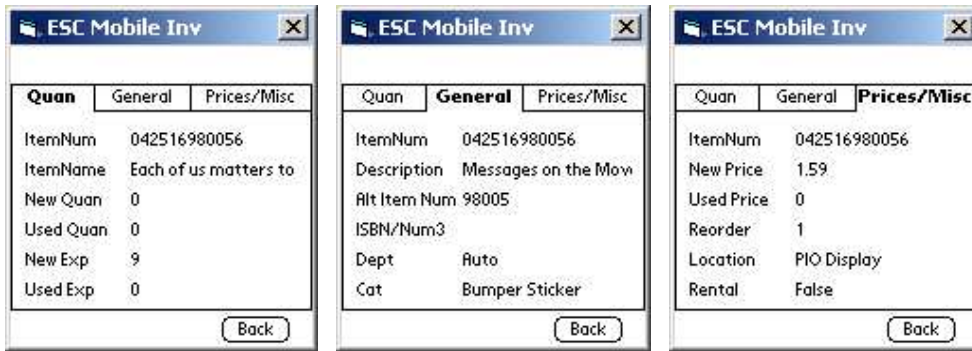 ESC Mobile Inv
Quan General Prices/Misc
ItemNum 042516980056
ItemName Each of us matters to
New Quan 0
Used Quan 0
New Exp 9
Used Exp 0
Back
ESC Mobile Inv
Quan General Prices/Misc
ItemNum 042516980056
Description Messages on the Mov
Alt Item Num 98005
ISBN/Num3
Dept Auto
Cat Bumper Sticker
Back
ESC Mobile Inv
Quan General Prices/Misc
ItemNum 042516980056
New Price 1.59
Used Price 0
Reorder 1
Location PIO Display
Rental False
Back